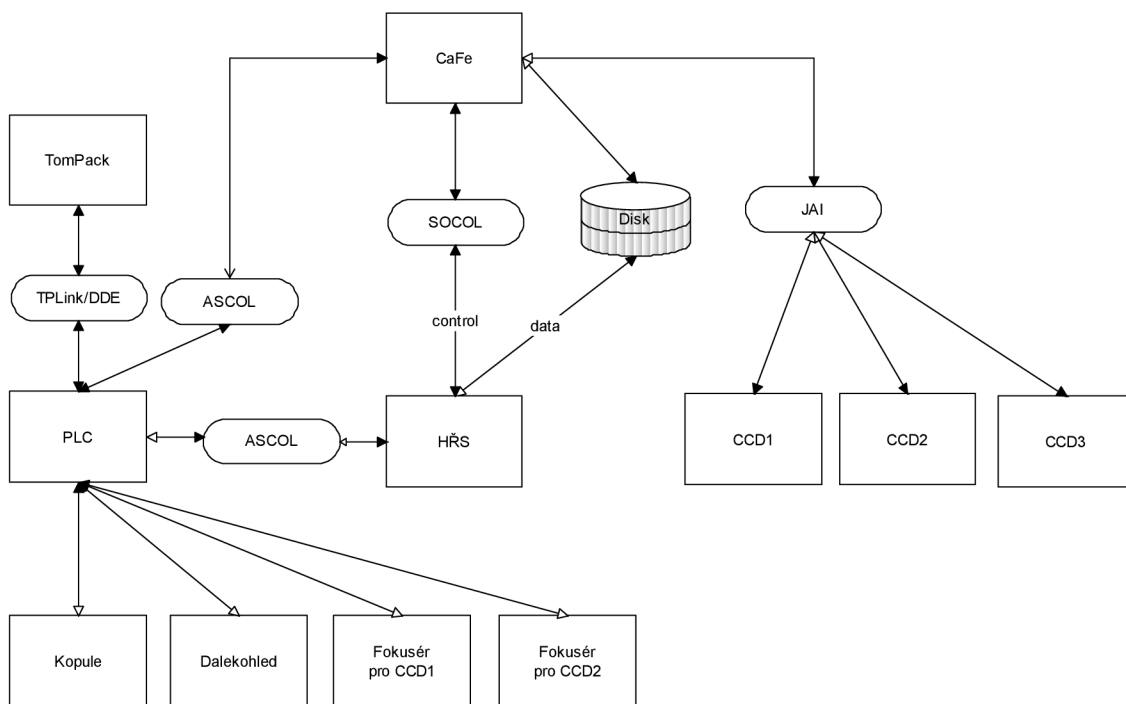 CaFe
TomPack
SOCOL
Disk
JAI
TPLink/DDE
ASCOL
control
data
PLC
ASCOL
HŘS
CCD1
CCD2
CCD3
Kopule
Dalekohled
Fokusér
pro CCD1
Fokusér
pro CCD2